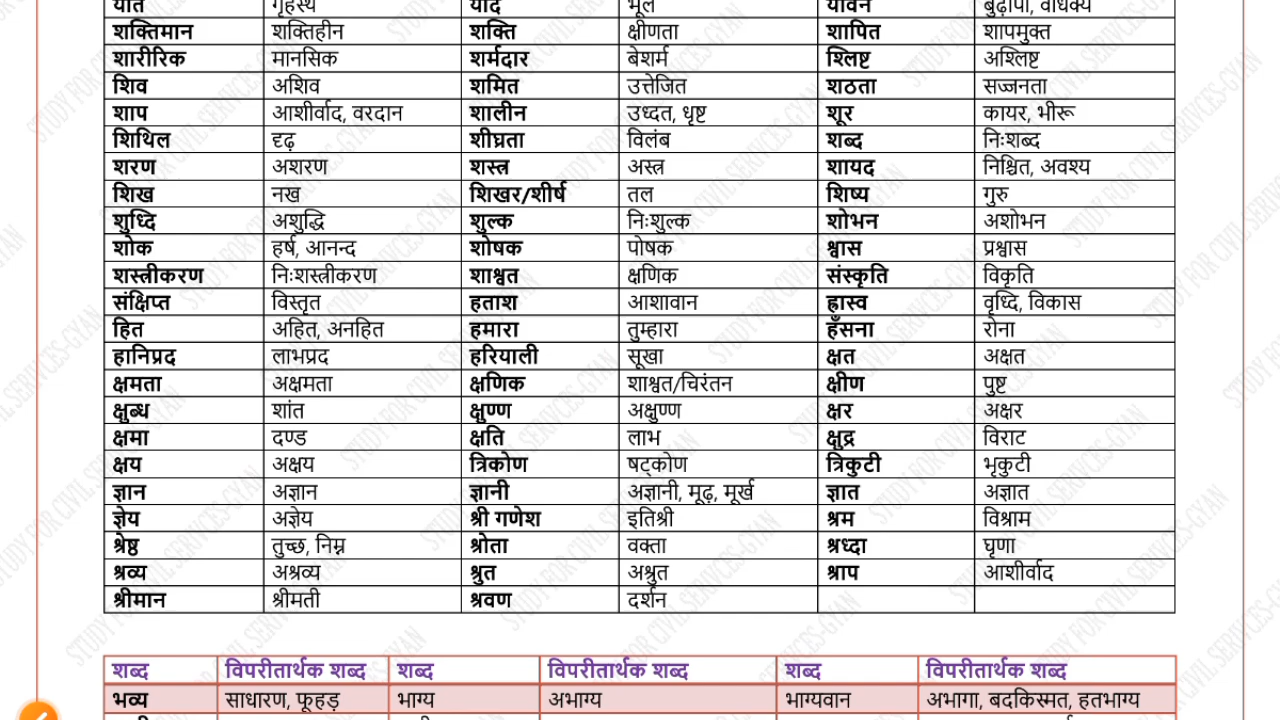 यति गृहस्थ याद भूल यौवन बुढ़ापा, वार्धक्य
शक्तिमान शक्तिहीन शक्ति क्षीणता शापित शापमुक्त
शारीरिक मानसिक शर्मदार बेशर्म श्लिष्ट अश्लिष्ट
शिव अशिव शमित उत्तेजित शठता सज्जनता
शाप आशीर्वाद, वरदान शालीन उध्दत, धृष्ट शूर कायर, भीरू
शिथिल दृढ़ शीघ्रता विलंब शब्द निःशब्द
शरण अशरण शस्त्र अस्त्र शायद निश्चित, अवश्य
शिख नख शिखर/शीर्ष तल शिष्य गुरु
शुध्दि अशुद्धि शुल्क निःशुल्क शोभन अशोभन
शोक हर्ष, आनन्द शोषक पोषक श्वास प्रश्वास
शस्त्रीकरण निःशस्त्रीकरण शाश्वत क्षणिक संस्कृति विकृति
संक्षिप्त विस्तृत हताश आशावान ह्रास्व वृध्दि, विकास
हित अहित, अनहित हमारा तुम्हारा हँसना रोना
हानिप्रद लाभप्रद हरियाली सूखा क्षत अक्षत
क्षमता अक्षमता क्षणिक शाश्वत/चिरंतन क्षीण पुष्ट
क्षुब्ध शांत क्षुण्ण अक्षुण्ण क्षर अक्षर
क्षमा दण्ड क्षति लाभ क्षुद्र विराट
क्षय अक्षय त्रिकोण षट्कोण त्रिकुटी भृकुटी
ज्ञान अज्ञान ज्ञानी अज्ञानी, मूढ़, मूर्ख ज्ञात अज्ञात
ज्ञेय अज्ञेय श्री गणेश इतिश्री श्रम विश्राम
श्रेष्ठ तुच्छ, निम्न श्रोता वक्ता श्रध्दा घृणा
श्रव्य अश्रव्य श्रुत अश्रुत श्राप आशीर्वाद
श्रीमान श्रीमती श्रवण दर्शन
शब्द विपरीतार्थक शब्द शब्द विपरीतार्थक शब्द शब्द विपरीतार्थक शब्द
भव्य साधारण, फूहड़ भाग्य अभाग्य भाग्यवान अभागा, बदकिस्मत, हतभाग्य
STUDY FOR CIVIL SERIVCES-GYAN